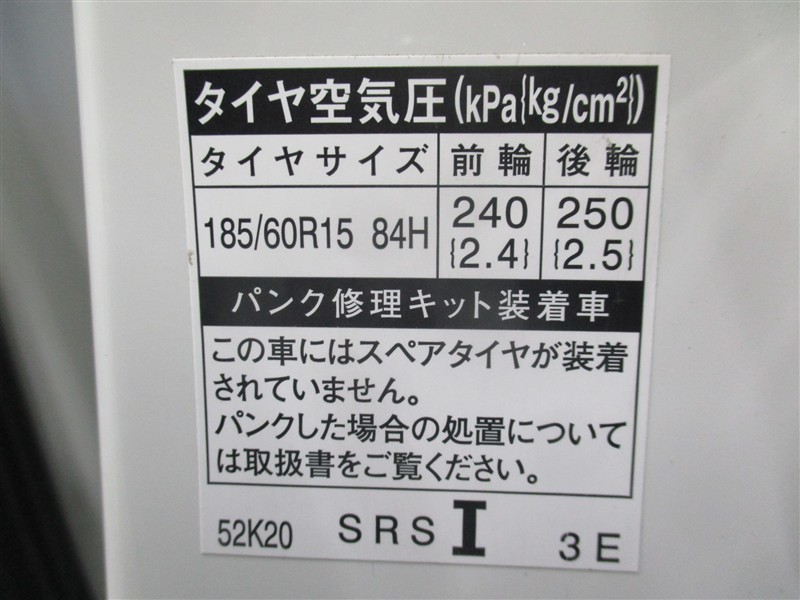 タイヤ空気圧(kPa{kg/cm²})
タイヤサイズ 前輪 後輪
185/60R15 84H 240 {2.4} 250 {2.5}
パンク修理キット装着車
この車にはスペアタイヤが装着
されていません。
パンクした場合の処置について
は取扱書をご覧ください。
52K20 SRS I 3E